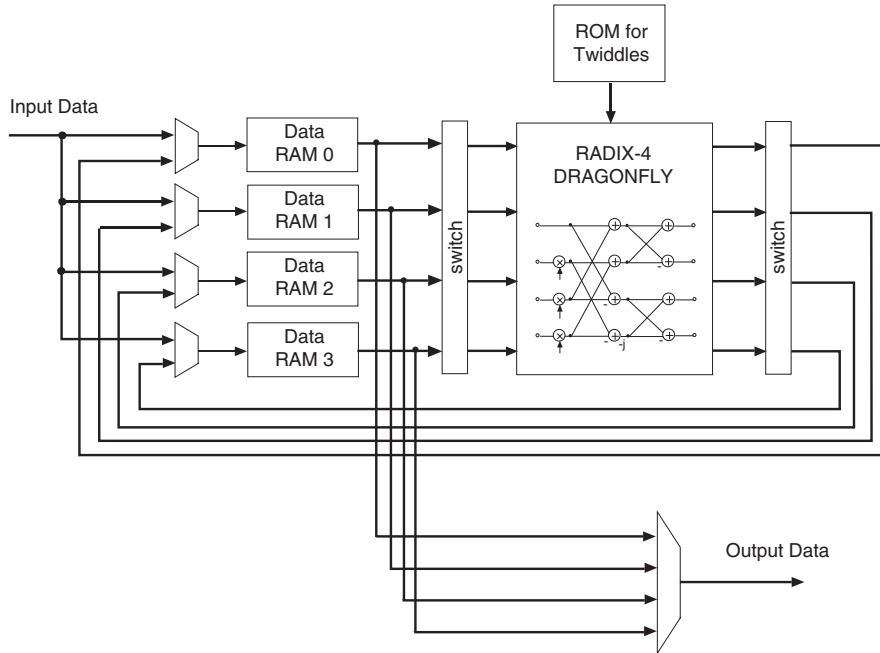 ROM for
Twiddles
Input Data
Data
RAM 0
Data
RAM 1
Data
RAM 2
Data
RAM 3
switch
RADIX-4
DRAGONFLY
-
-
-
-
-j
-
switch
Output Data